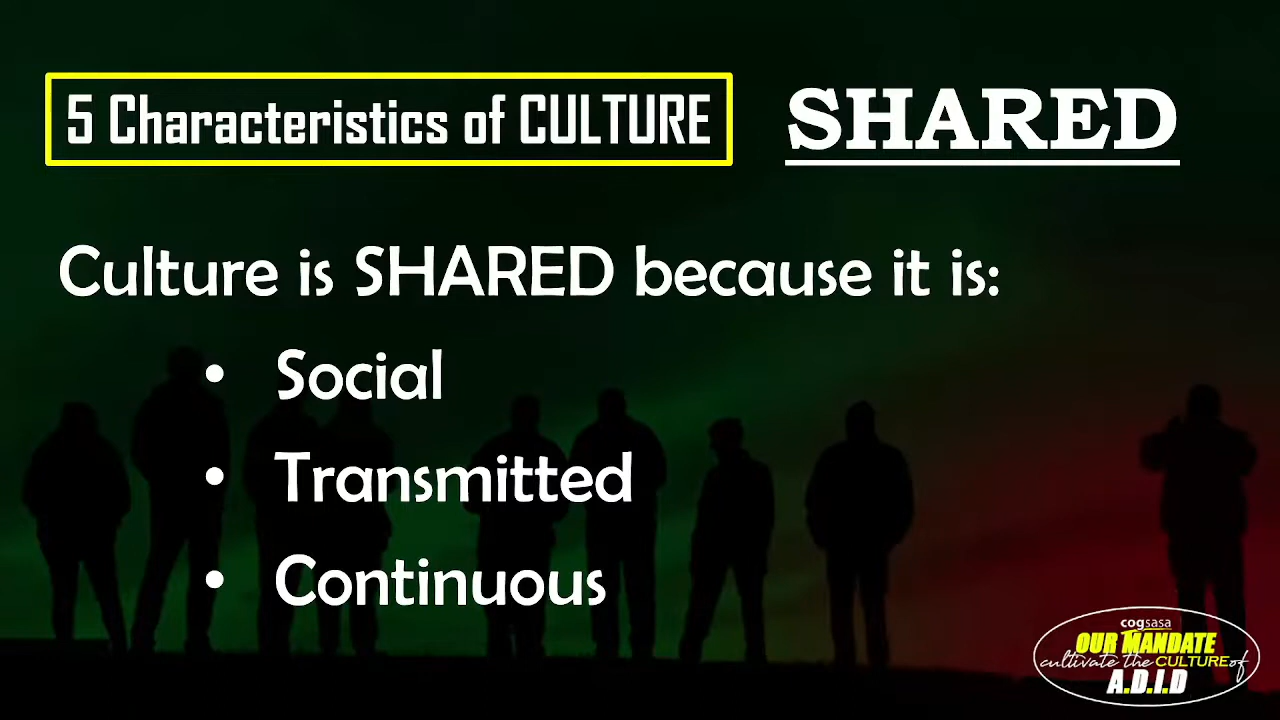 5 Characteristics of CULTURE
SHARED
Culture is SHARED because it is:
• Social
• Transmitted
• Continuous
cogsasa
OUR MANDATE
cultivate the CULTURE of
A.D.I.D